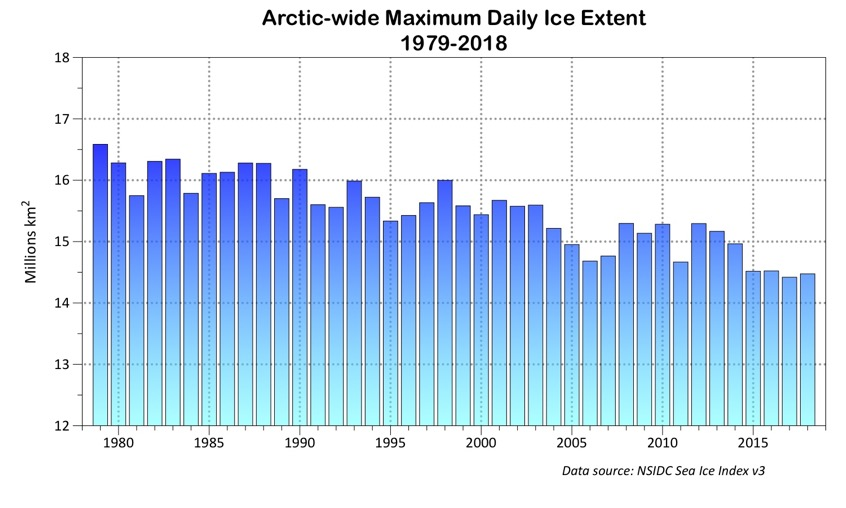 Arctic-wide Maximum Daily Ice Extent
1979-2018
Millions km²
18
17
16
15
14
13
12
1980 1985 1990 1995 2000 2005 2010 2015
Data source: NSIDC Sea Ice Index v3